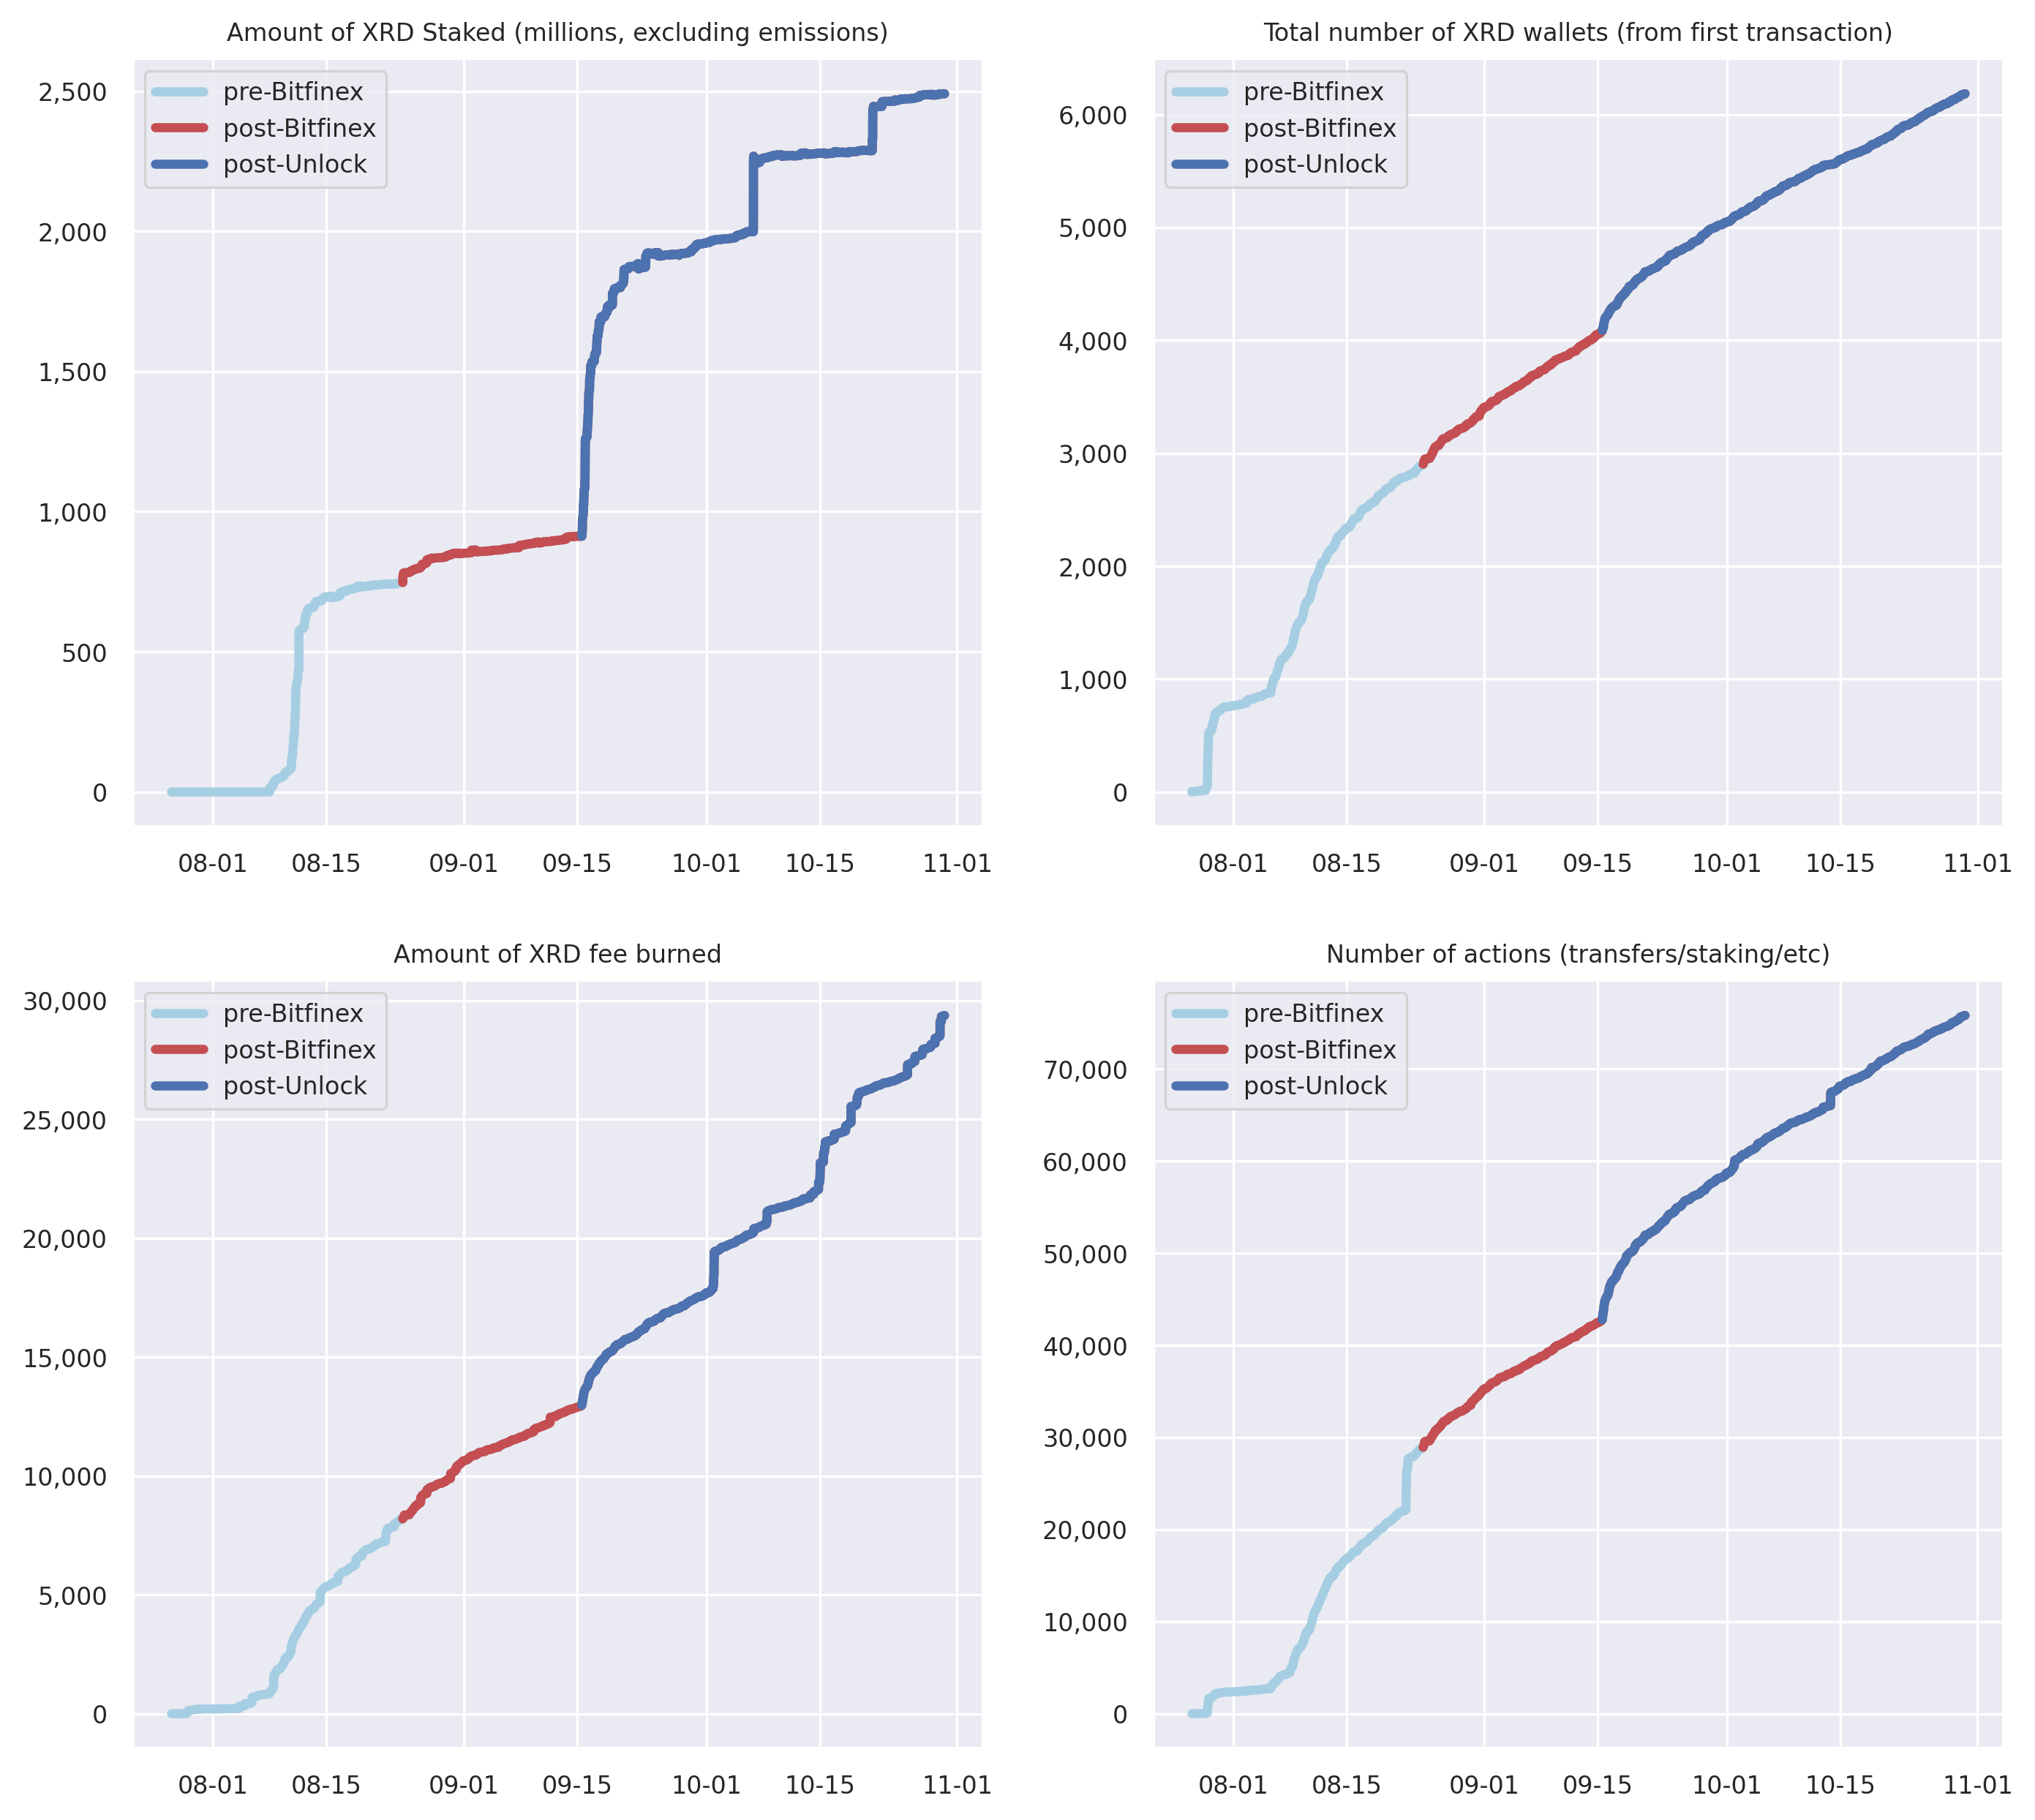 Amount of XRD Staked (millions, excluding emissions)
pre-Bitfinex
post-Bitfinex
post-Unlock
2,500
2,000
1,500
1,000
500
0
08-01 08-15 09-01 09-15 10-01 10-15 11-01
Total number of XRD wallets (from first transaction)
pre-Bitfinex
post-Bitfinex
post-Unlock
6,000
5,000
4,000
3,000
2,000
1,000
0
08-01 08-15 09-01 09-15 10-01 10-15 11-01
Amount of XRD fee burned
pre-Bitfinex
post-Bitfinex
post-Unlock
30,000
25,000
20,000
15,000
10,000
5,000
0
08-01 08-15 09-01 09-15 10-01 10-15 11-01
Number of actions (transfers/staking/etc)
pre-Bitfinex
post-Bitfinex
post-Unlock
70,000
60,000
50,000
40,000
30,000
20,000
10,000
0
08-01 08-15 09-01 09-15 10-01 10-15 11-01